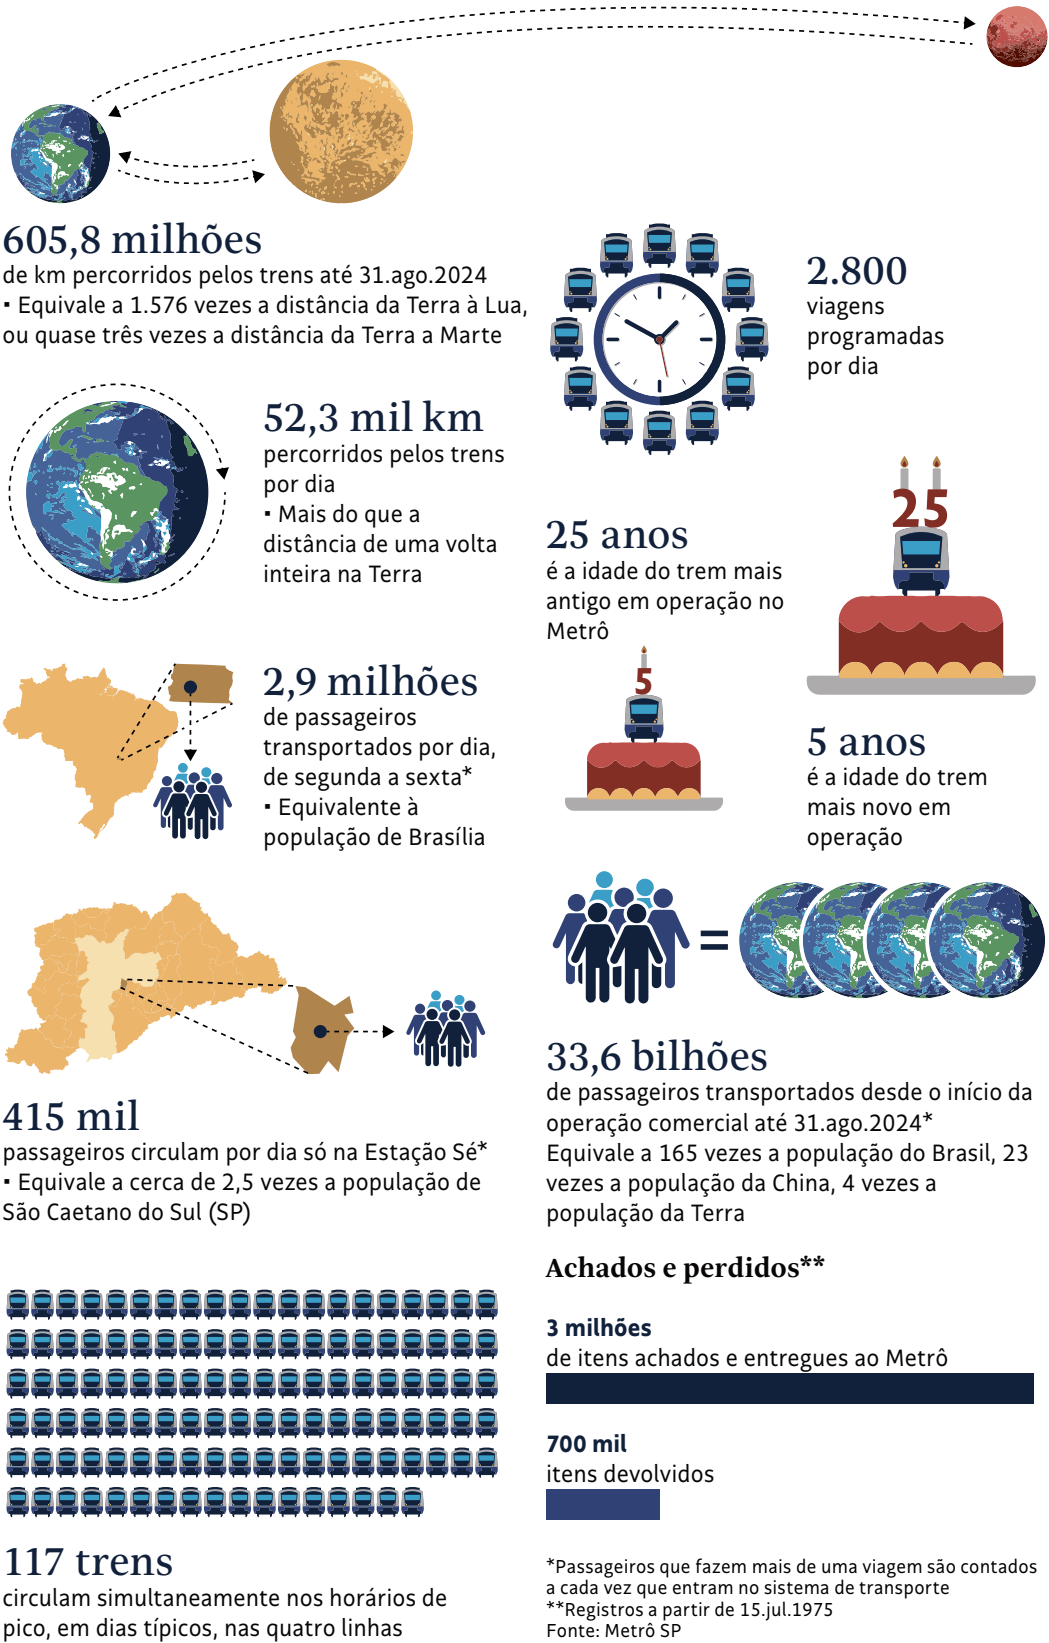 605,8 milhões
de km percorridos pelos trens até 31.ago.2024
▪ Equivale a 1.576 vezes a distância da Terra à Lua,
ou quase três vezes a distância da Terra a Marte
2.800
viagens
programadas
por dia
52,3 mil km
percorridos pelos trens
por dia
▪ Mais do que a
distância de uma volta
inteira na Terra
25
25 anos
é a idade do trem mais
antigo em operação no
Metrô
2,9 milhões
de passageiros
transportados por dia,
de segunda a sexta*
▪ Equivalente à
população de Brasília
5
5 anos
é a idade do trem
mais novo em
operação
=
415 mil
passageiros circulam por dia só na Estação Sé*
▪ Equivale a cerca de 2,5 vezes a população de
São Caetano do Sul (SP)
33,6 bilhões
de passageiros transportados desde o início da
operação comercial até 31.ago.2024*
Equivale a 165 vezes a população do Brasil, 23
vezes a população da China, 4 vezes a
população da Terra
117 trens
circulam simultaneamente nos horários de
pico, em dias típicos, nas quatro linhas
Achados e perdidos**
3 milhões
de itens achados e entregues ao Metrô
700 mil
itens devolvidos
*Passageiros que fazem mais de uma viagem são contados
a cada vez que entram no sistema de transporte
**Registros a partir de 15.jul.1975
Fonte: Metrô SP